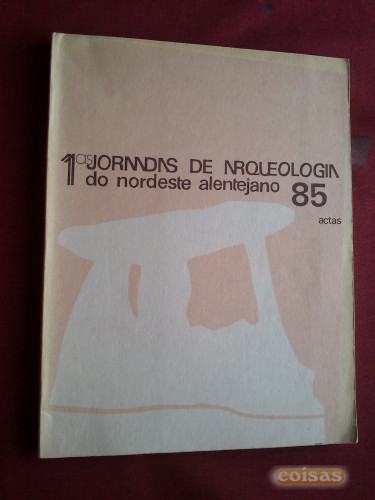 1as JORNADAS DE ARQUEOLOGIA
do nordeste alentejano 85
actas
coisas